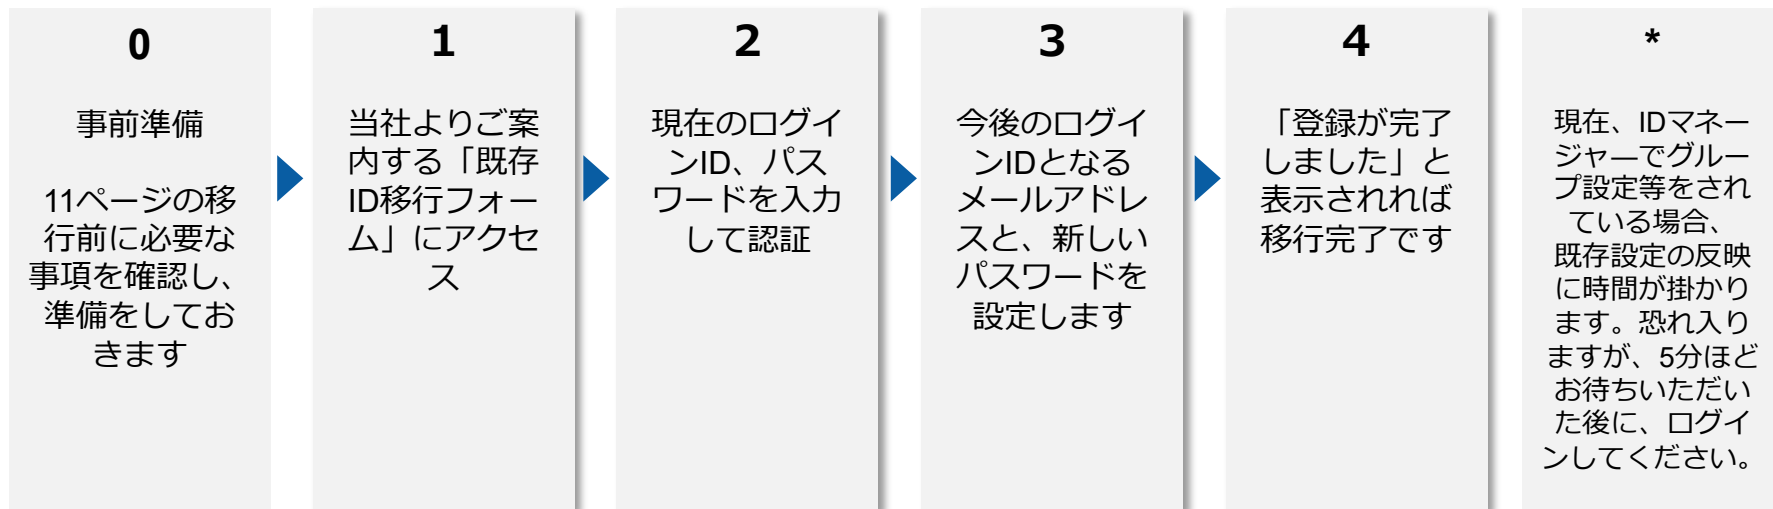 0
事前準備
11ページの移
行前に必要な
事項を確認し、
準備をしてお
きます
1
当社よりご案
内する「既存
ID移行フォー
ム」にアクセ
ス
2
現在のログイ
ンID、パス
ワードを入力
して認証
3
今後のログイ
ンIDとなる
メールアドレ
スと、新しい
パスワードを
設定します
4
「登録が完了
しました」と
表示されれば
移行完了です
*
現在、IDマネー
ジャ―でグルー
プ設定等をされ
ている場合、
既存設定の反映
に時間が掛かり
ます。恐れ入り
ますが、5分ほど
お待ちいただい
た後に、ログイ
ンしてください。